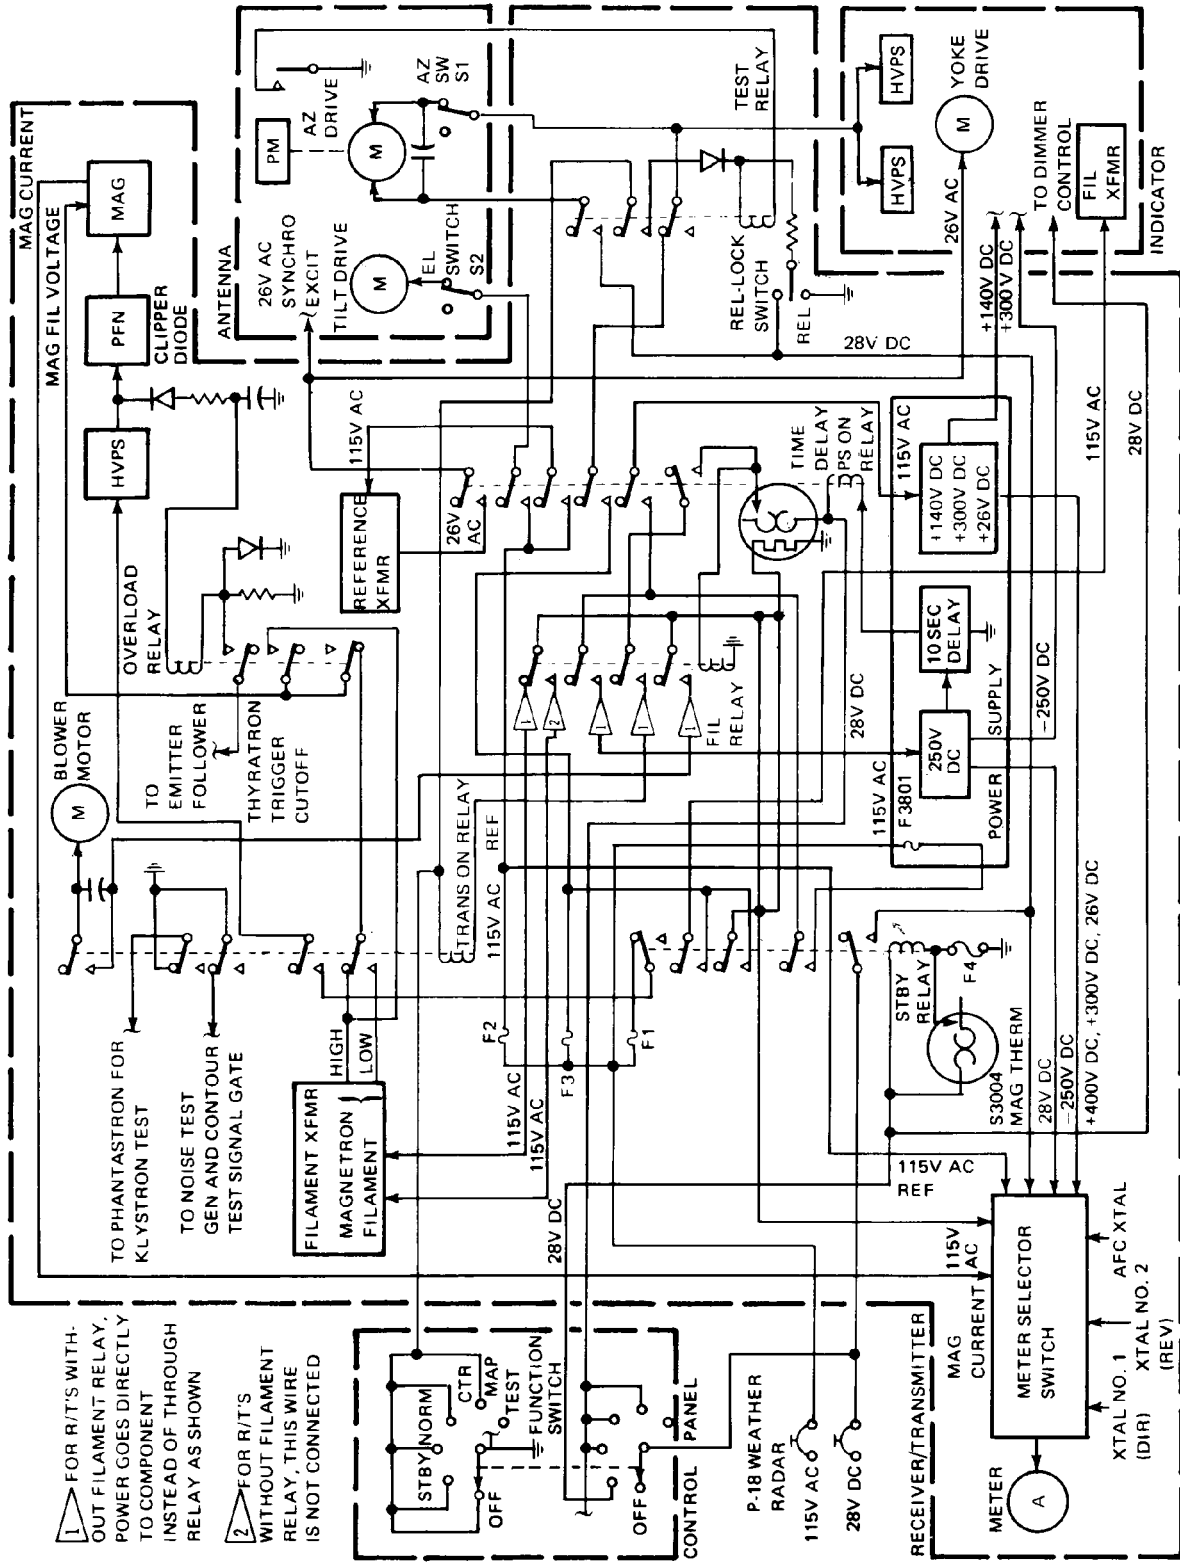 1
FOR R/T'S WITH-
OUT FILAMENT RELAY,
POWER GOES DIRECTLY
TO COMPONENT
INSTEAD OF THROUGH
RELAY AS SHOWN
2
FOR R/T'S
WITHOUT FILAMENT
RELAY, THIS WIRE
IS NOT CONNECTED
STBY
NORM
CTR
MAP
TEST
OFF
FUNCTION
SWITCH
OFF
CONTROL PANEL
P-18 WEATHER
RADAR
115V AC
28V DC
RECEIVER/TRANSMITTER
METER
A
MAG
CURRENT
115V
AC
METER SELECTOR
SWITCH
XTAL NO. 1
(DIR)
XTAL NO. 2
(REV)
AFC XTAL
TO PHANTASTRON FOR
KLYSTRON TEST
TO NOISE TEST
GEN AND CONTOUR
TEST SIGNAL GATE
FILAMENT XFMR
MAGNETRON
FILAMENT
HIGH
LOW
115V AC
115V AC
28V DC
F2
F3
F1
115V AC
REF
28V DC
-250V DC
+400V DC, +300V DC, 26V DC
S3004
MAG THERM
STBY
RELAY
F4
BLOWER
MOTOR
M
TO
EMITTER
FOLLOWER
THYRATRON
TRIGGER
CUTOFF
TRANS ON RELAY
115V AC REF
OVERLOAD
RELAY
1
2
1
1
1
FIL
RELAY
28V DC
115V AC
F3801
POWER SUPPLY
250V
DC
10 SEC
DELAY
-250V DC
+140V DC
+300V DC
+26V DC
115V AC
115V AC
28V DC
TIME
DELAY
PS ON
RELAY
REFERENCE
XFMR
26V
AC
115V AC
HVPS
PFN
MAG
CLIPPER
DIODE
MAG FIL VOLTAGE
MAG CURRENT
ANTENNA
26V AC
SYNCHRO
EXCIT
TILT DRIVE
M
EL
SWITCH
S2
PM
AZ
DRIVE
M
AZ
SW
S1
REL-LOCK
SWITCH
REL
TEST
RELAY
28V DC
26V AC
HVPS
HVPS
M
YOKE
DRIVE
+140V DC
+300V DC
TO DIMMER
CONTROL
FIL
XFMR
INDICATOR